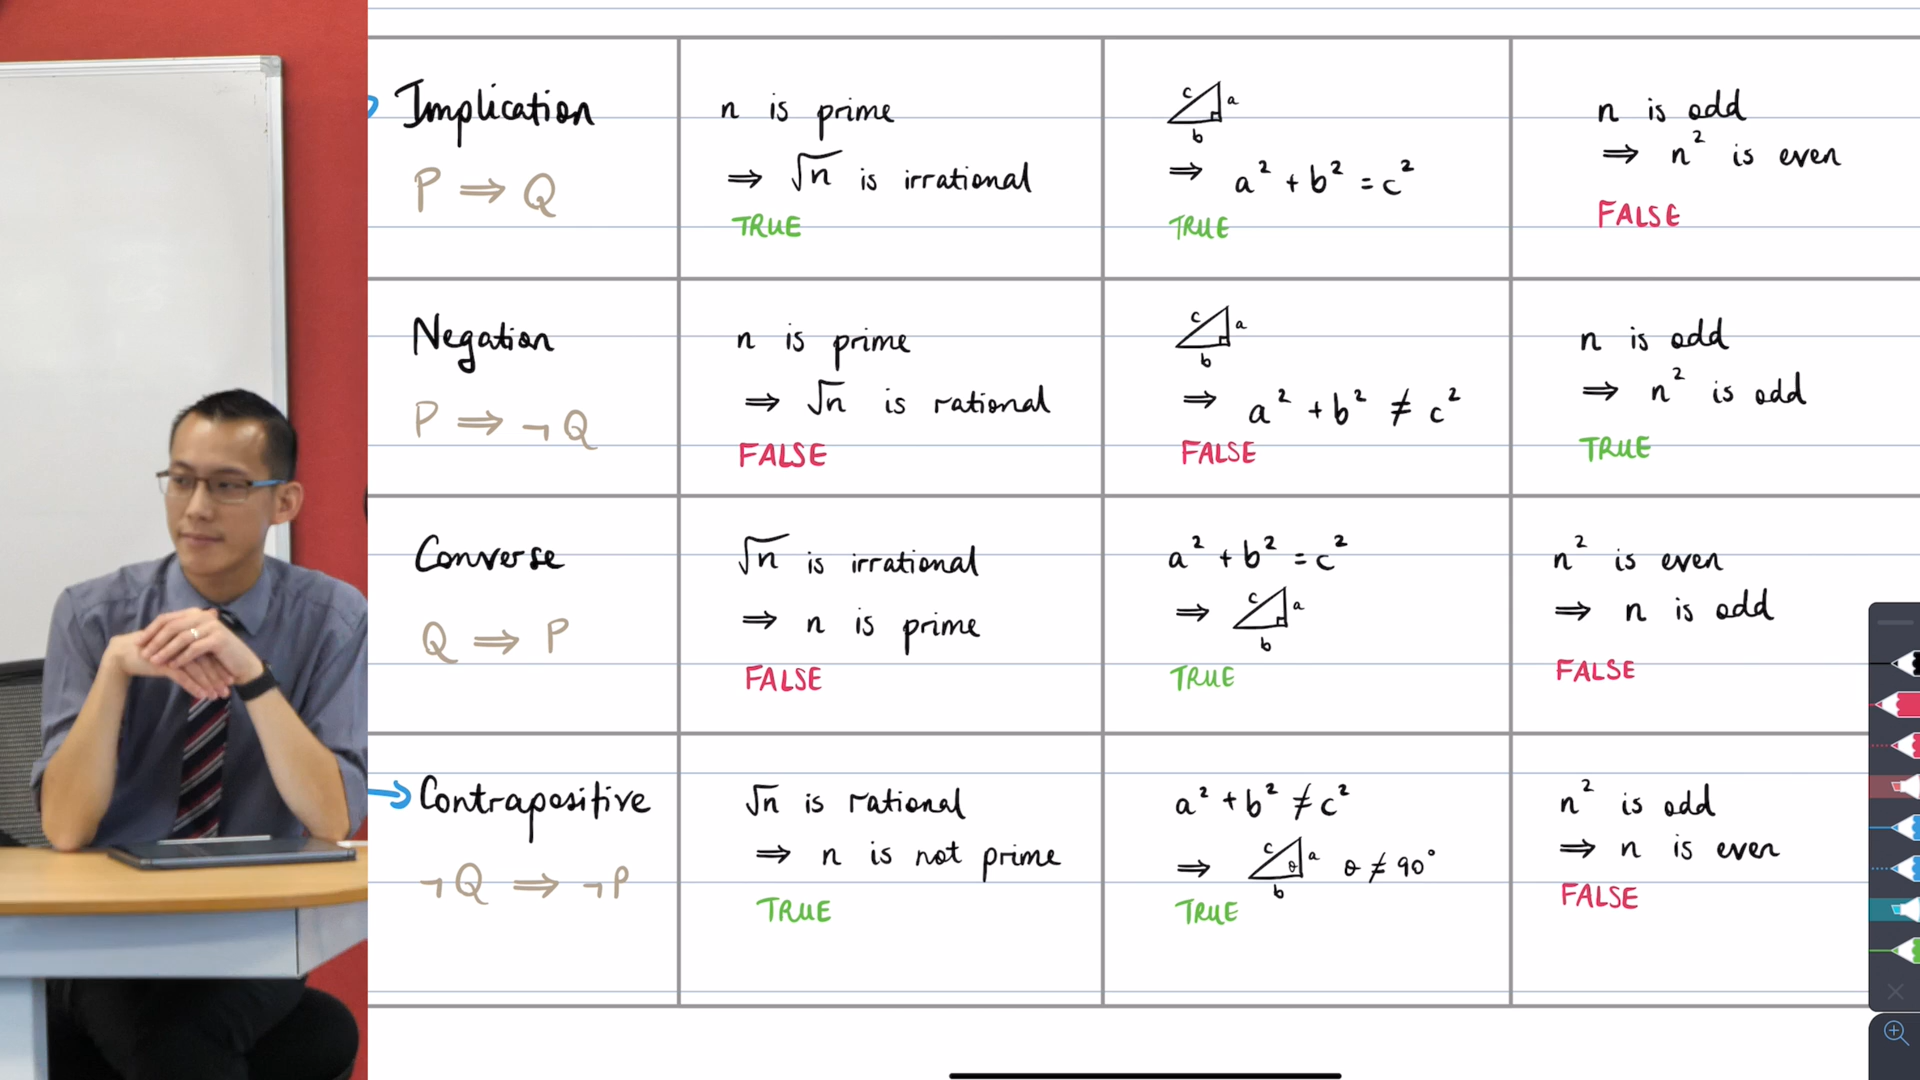 Implication
P ⇒ Q
n is prime
⇒ √n is irrational
TRUE
c
a
b
⇒ a² + b² = c²
TRUE
n is odd
⇒ n² is even
FALSE
Negation
P ⇒ ¬Q
n is prime
⇒ √n is rational
FALSE
c
a
b
⇒ a² + b² ≠ c²
FALSE
n is odd
⇒ n² is odd
TRUE
Converse
Q ⇒ P
√n is irrational
⇒ n is prime
FALSE
a² + b² = c²
⇒ c a
b
TRUE
n² is even
⇒ n is odd
FALSE
Contrapositive
¬Q ⇒ ¬P
√n is rational
⇒ n is not prime
TRUE
a² + b² ≠ c²
⇒ c θ a θ ≠ 90°
b
TRUE
n² is odd
⇒ n is even
FALSE